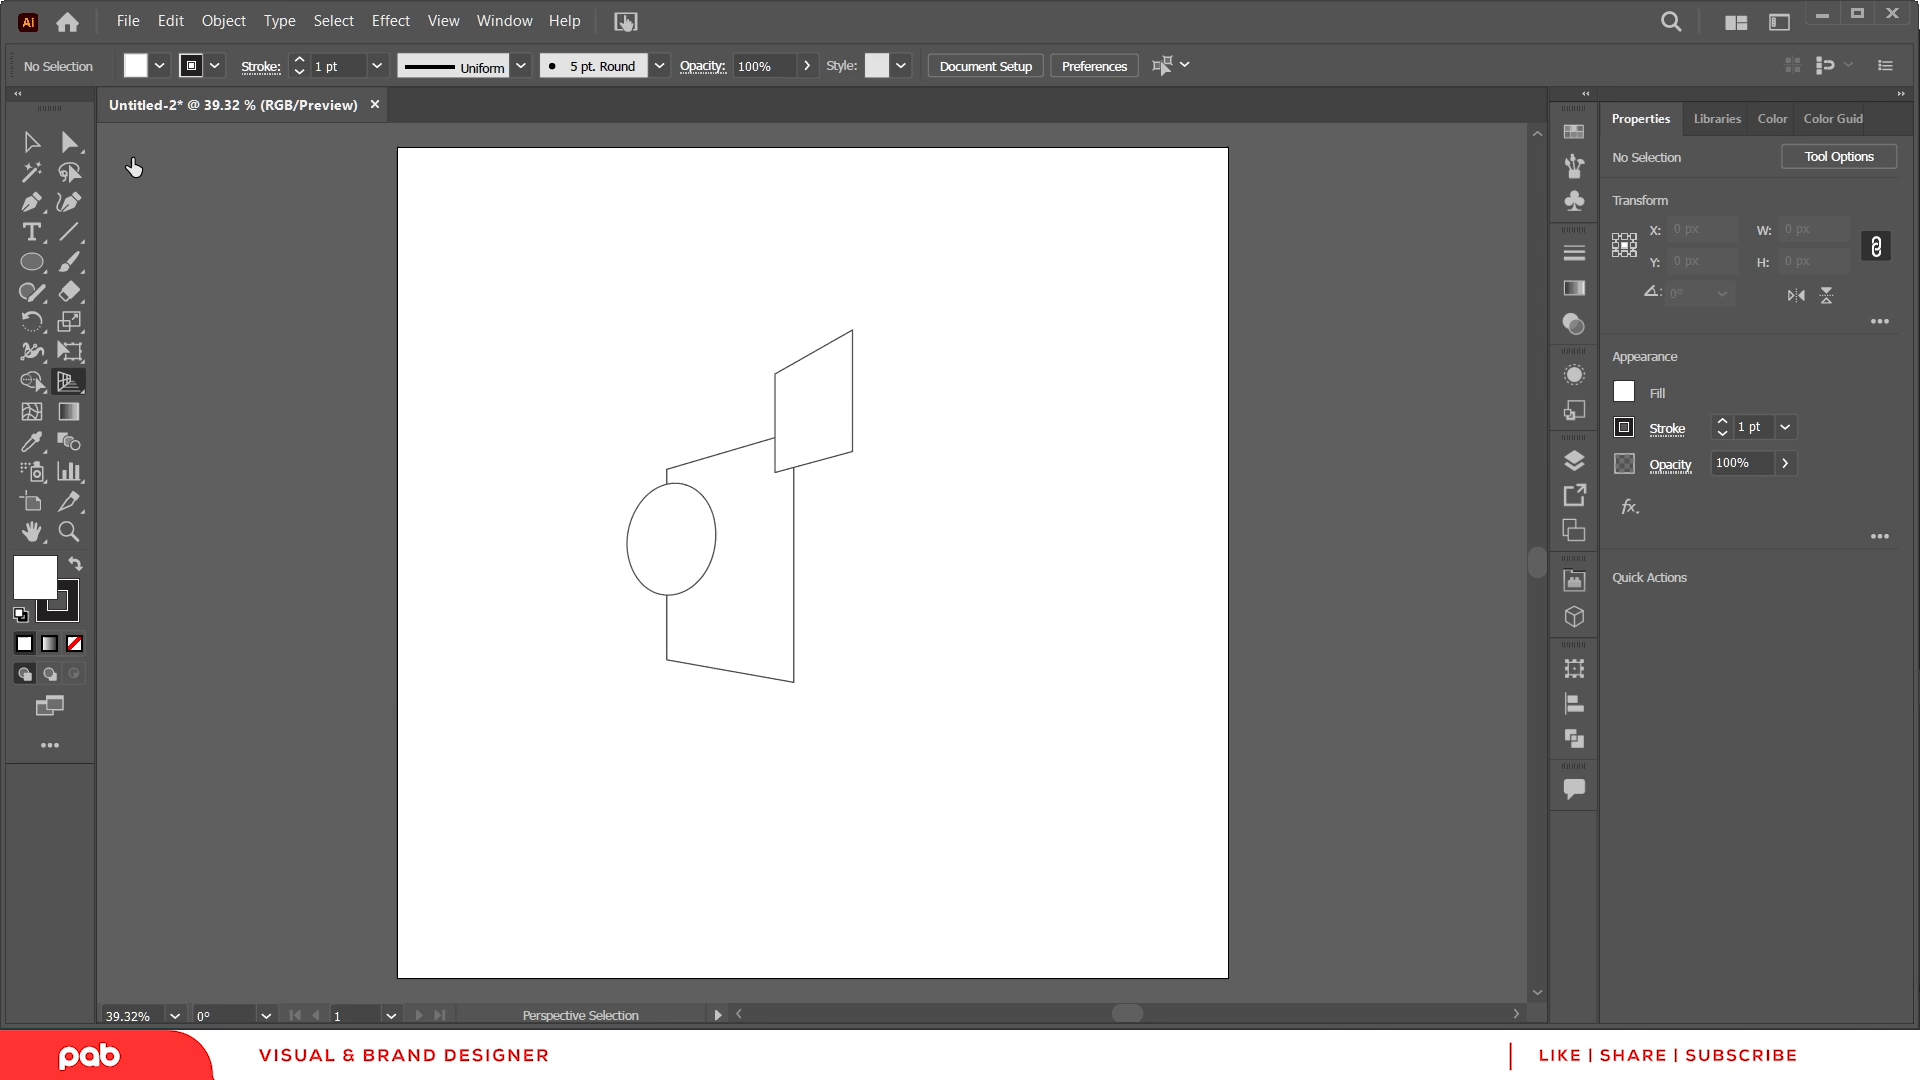 Ai File Edit Object Type Select Effect View Window Help
No Selection Stroke: 1 pt Uniform 5 pt. Round Opacity: 100% Style: Document Setup Preferences
Untitled-2* @ 39.32 % (RGB/Preview)
Properties Libraries Color Color Guid
No Selection Tool Options
Transform
X: 0 px W: 0 px
Y: 0 px H: 0 px
0°
Appearance
Fill
Stroke 1 pt
Opacity 100%
fx.
Quick Actions
39.32% 0° 1 Perspective Selection
pab VISUAL & BRAND DESIGNER LIKE | SHARE | SUBSCRIBE